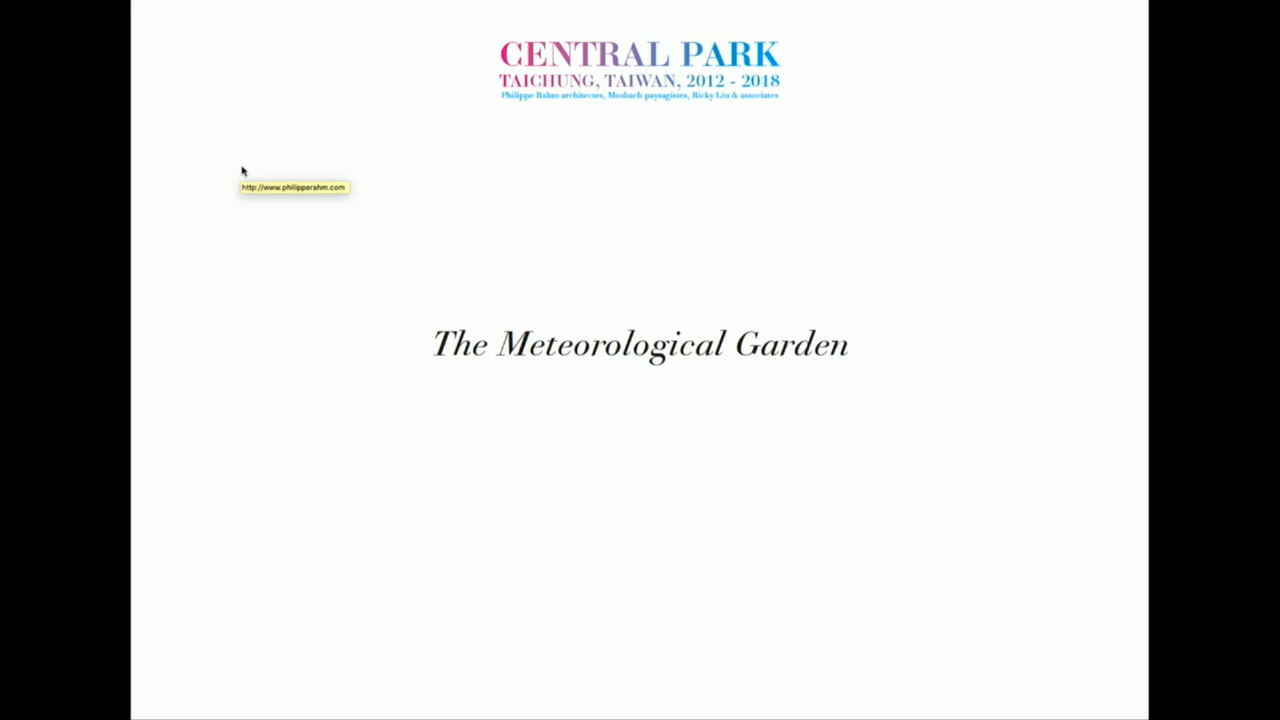 CENTRAL PARK
TAICHUNG, TAIWAN, 2012 - 2018
Philippe Rahm architectes, Mosbach paysagistes, Ricky Liu & associates
http://www.philipperahm.com
The Meteorological Garden